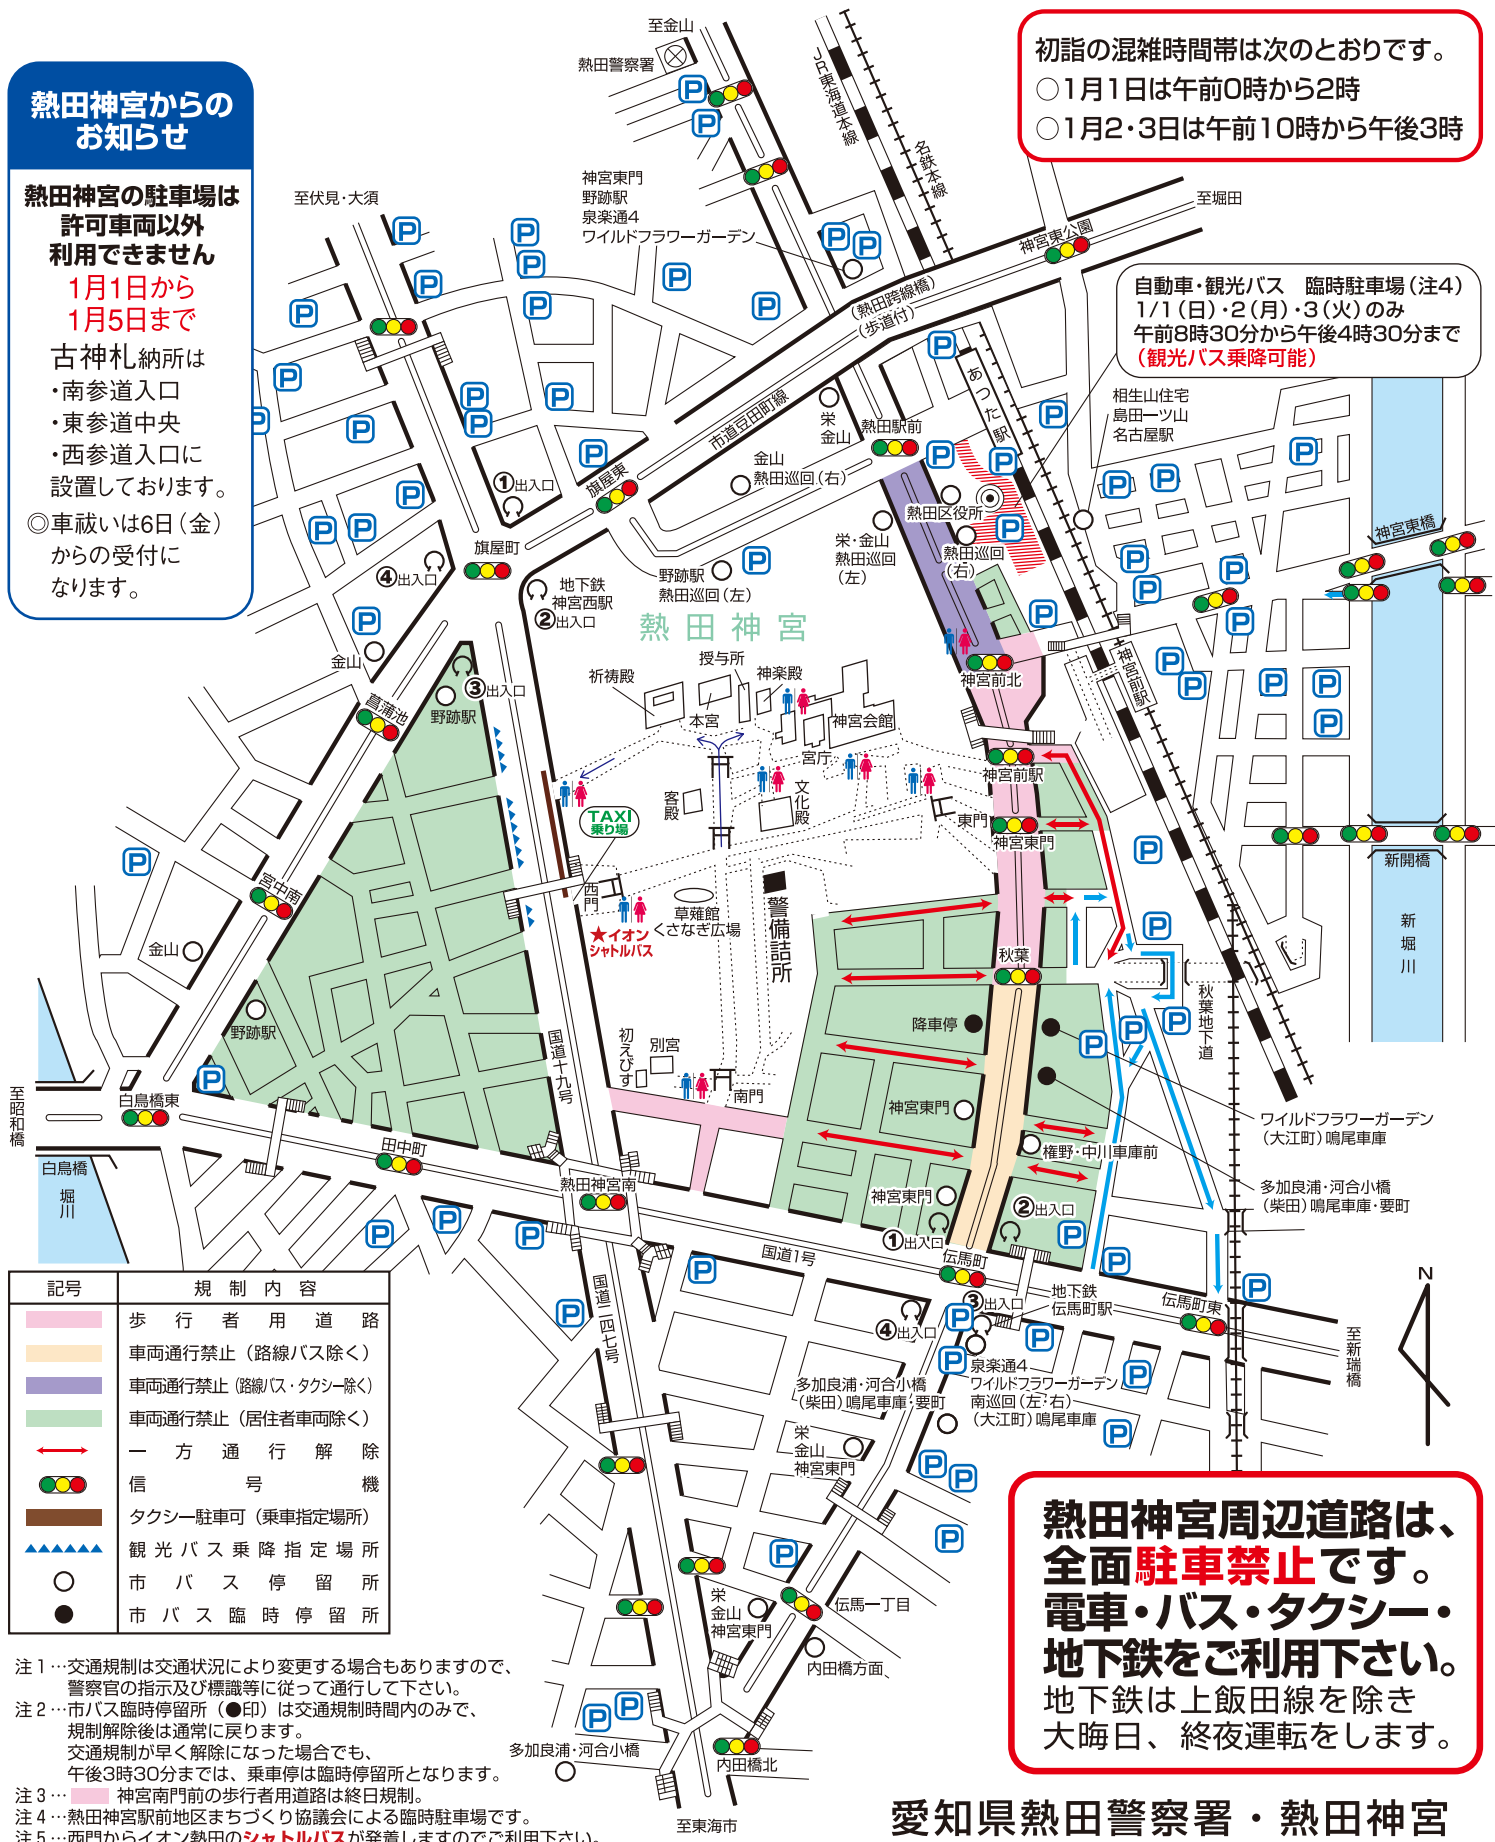 熱田神宮からの
お知らせ
熱田神宮の駐車場は
許可車両以外
利用できません
1月1日から
1月5日まで
古神札納所は
・南参道入口
・東参道中央
・西参道入口に
設置しております。
◎車祓いは6日(金)
からの受付に
なります。
初詣の混雑時間帯は次のとおりです。
○1月1日は午前0時から2時
○1月2・3日は午前10時から午後3時
自動車・観光バス　臨時駐車場(注4)
1/1(日)・2(月)・3(火)のみ
午前8時30分から午後4時30分まで
(観光バス乗降可能)
至金山
熱田警察署
JR東海道本線
名鉄本線
至伏見・大須
神宮東門
野跡駅
泉楽通4
ワイルドフラワーガーデン
神宮東公園
至堀田
(熱田跨線橋)
(歩道付)
市道豆田町線
あつた駅
相生山住宅
島田一ツ山
名古屋駅
栄
金山
熱田駅前
金山
熱田巡回(右)
旗屋東
①出入口
旗屋町
④出入口
地下鉄
神宮西駅
②出入口
野跡駅
熱田巡回(左)
栄・金山
熱田巡回
(左)
熱田区役所
熱田巡回
(右)
神宮東橋
熱田神宮
金山
③出入口
野跡駅
菖蒲池
祈祷殿
授与所
神楽殿
本宮
神宮会館
宮庁
客殿
文化殿
神宮前北
神宮前駅
神宮前駅
東門
神宮東門
TAXI
乗り場
西門
草薙館
くさなぎ広場
警備詰所
★イオン
シャトルバス
宮中南
金山
野跡駅
秋葉
新開橋
新堀川
秋葉地下道
降車停
国道十九号
初えびす
別宮
南門
神宮東門
権野・中川車庫前
ワイルドフラワーガーデン
(大江町)鳴尾車庫
多加良浦・河合小橋
(柴田)鳴尾車庫・要町
至昭和橋
白鳥橋東
白鳥橋
堀川
田中町
熱田神宮南
神宮東門
①出入口
②出入口
伝馬町
国道1号
国道二四七号
③出入口
地下鉄
伝馬町駅
④出入口
伝馬町東
至新瑞橋
N
泉楽通4
ワイルドフラワーガーデン
南巡回(左・右)
(大江町)鳴尾車庫
多加良浦・河合小橋
(柴田)鳴尾車庫・要町
栄
金山
神宮東門
栄
金山
神宮東門
伝馬一丁目
内田橋方面
多加良浦・河合小橋
内田橋北
至東海市
記号　規制内容
歩行者用道路
車両通行禁止(路線バス除く)
車両通行禁止(路線バス・タクシー除く)
車両通行禁止(居住者車両除く)
一方通行解除
信号機
タクシー駐車可(乗車指定場所)
観光バス乗降指定場所
市バス停留所
市バス臨時停留所
注1…交通規制は交通状況により変更する場合もありますので、
警察官の指示及び標識等に従って通行して下さい。
注2…市バス臨時停留所(●印)は交通規制時間内のみで、
規制解除後は通常に戻ります。
交通規制が早く解除になった場合でも、
午後3時30分までは、乗車停は臨時停留所となります。
注3…　神宮南門前の歩行者用道路は終日規制。
注4…熱田神宮駅前地区まちづくり協議会による臨時駐車場です。
注5…西門からイオン熱田のシャトルバスが発着しますのでご利用下さい。
熱田神宮周辺道路は、
全面駐車禁止です。
電車・バス・タクシー・
地下鉄をご利用下さい。
地下鉄は上飯田線を除き
大晦日、終夜運転をします。
愛知県熱田警察署・熱田神宮